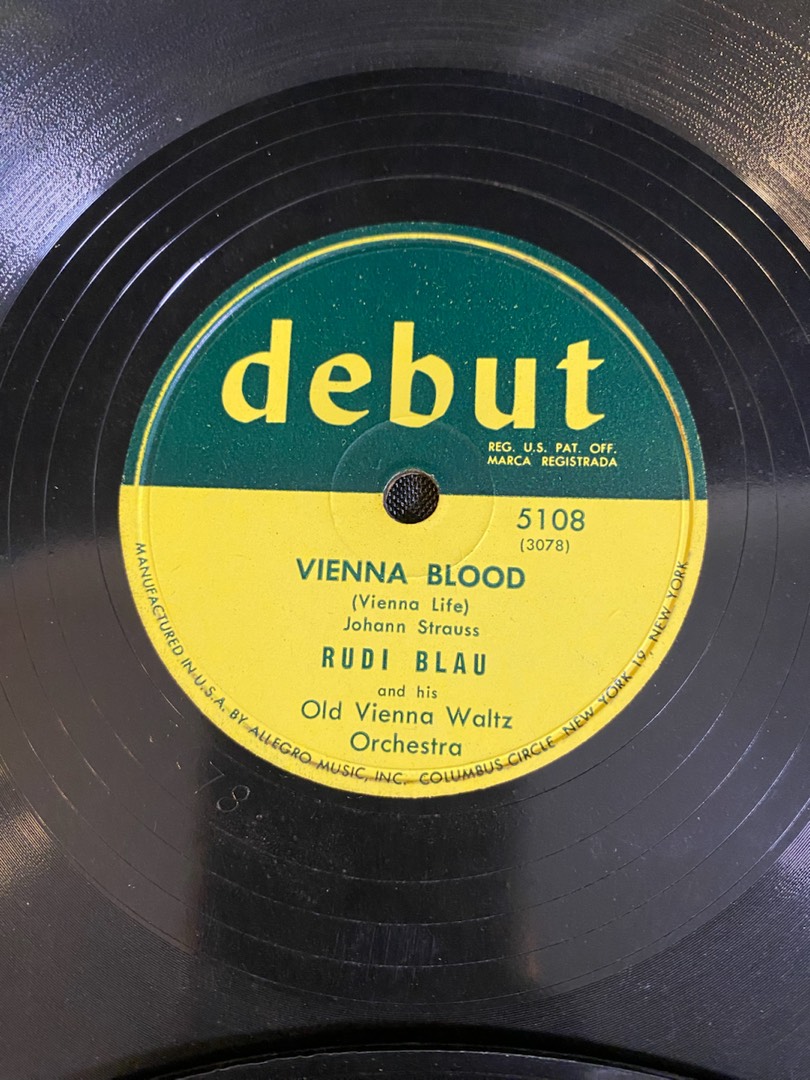 debut
REG. U.S. PAT. OFF.
MARCA REGISTRADA
5108
(3078)
VIENNA BLOOD
(Vienna Life)
Johann Strauss
RUDI BLAU
and his
Old Vienna Waltz
Orchestra
MANUFACTURED IN U.S.A. BY ALLEGRO MUSIC, INC. COLUMBUS CIRCLE NEW YORK 19, NEW YORK
78